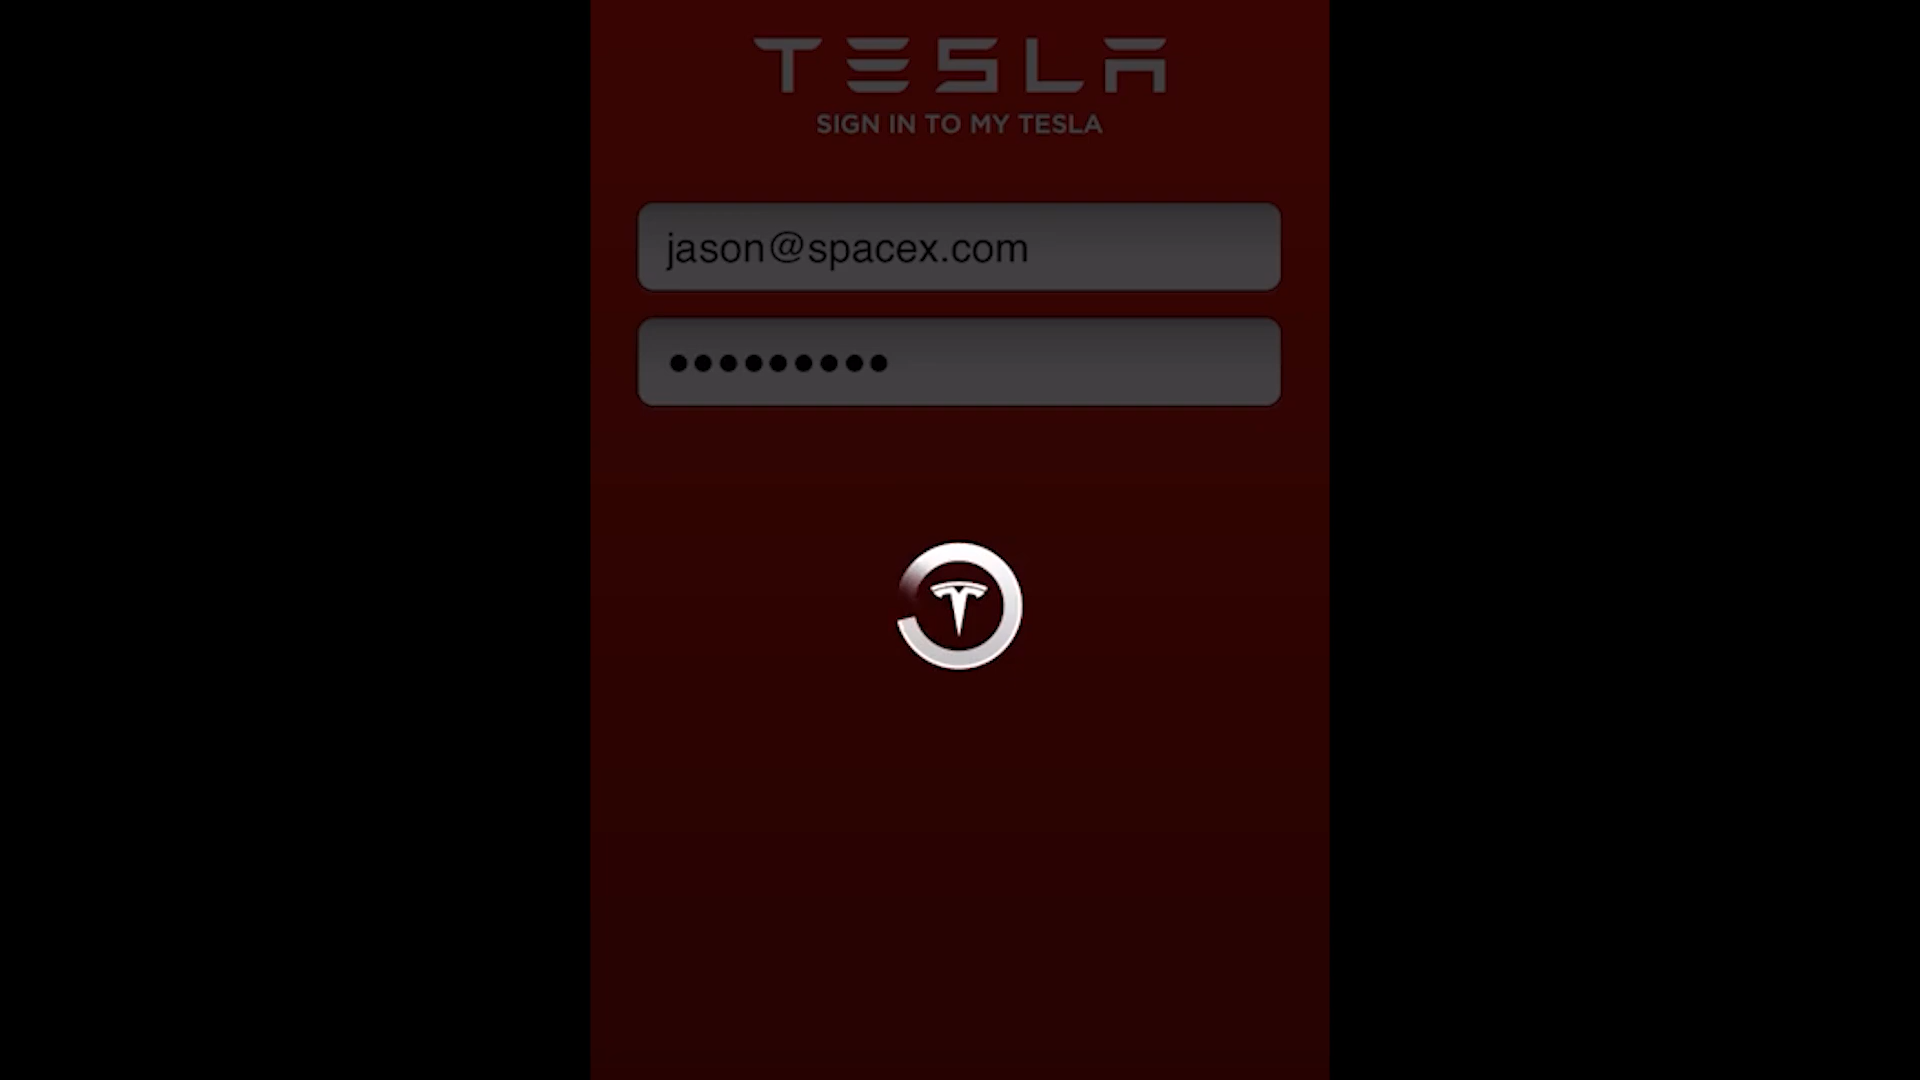 TESLA
SIGN IN TO MY TESLA
jason@spacex.com
●●●●●●●●●